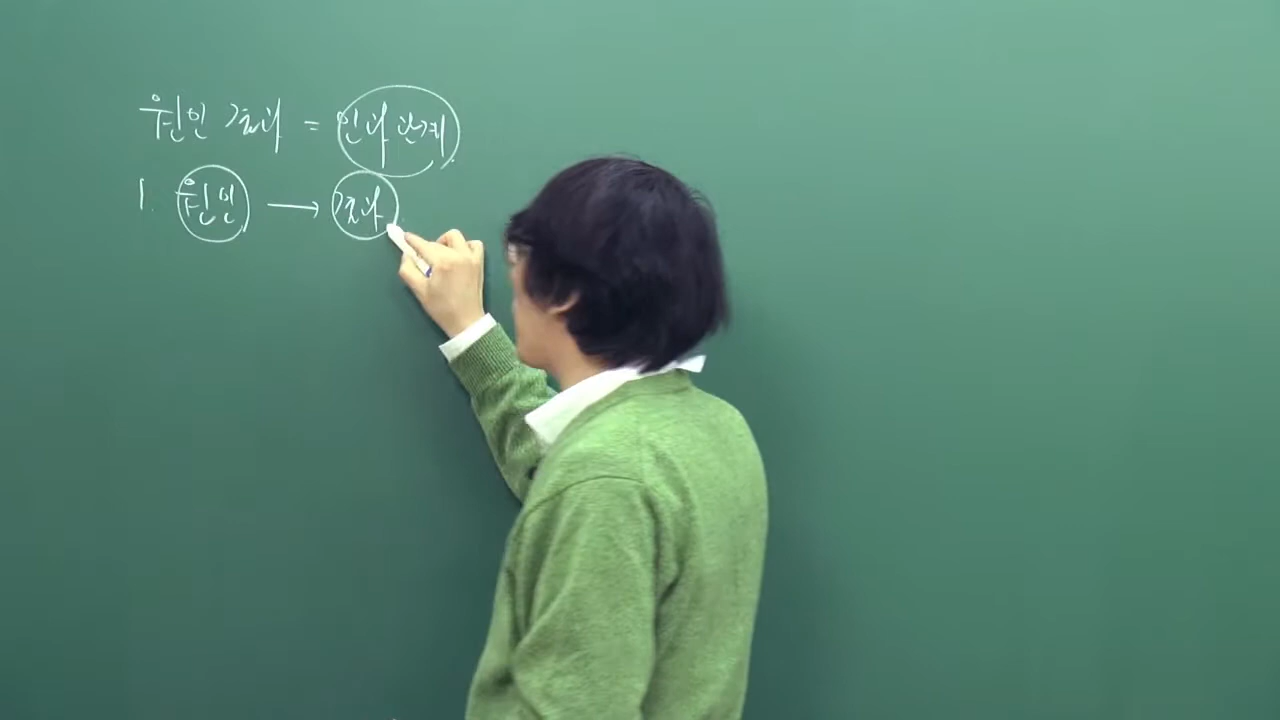 원인 결과 = 인과 관계
1. 원인 → 결과